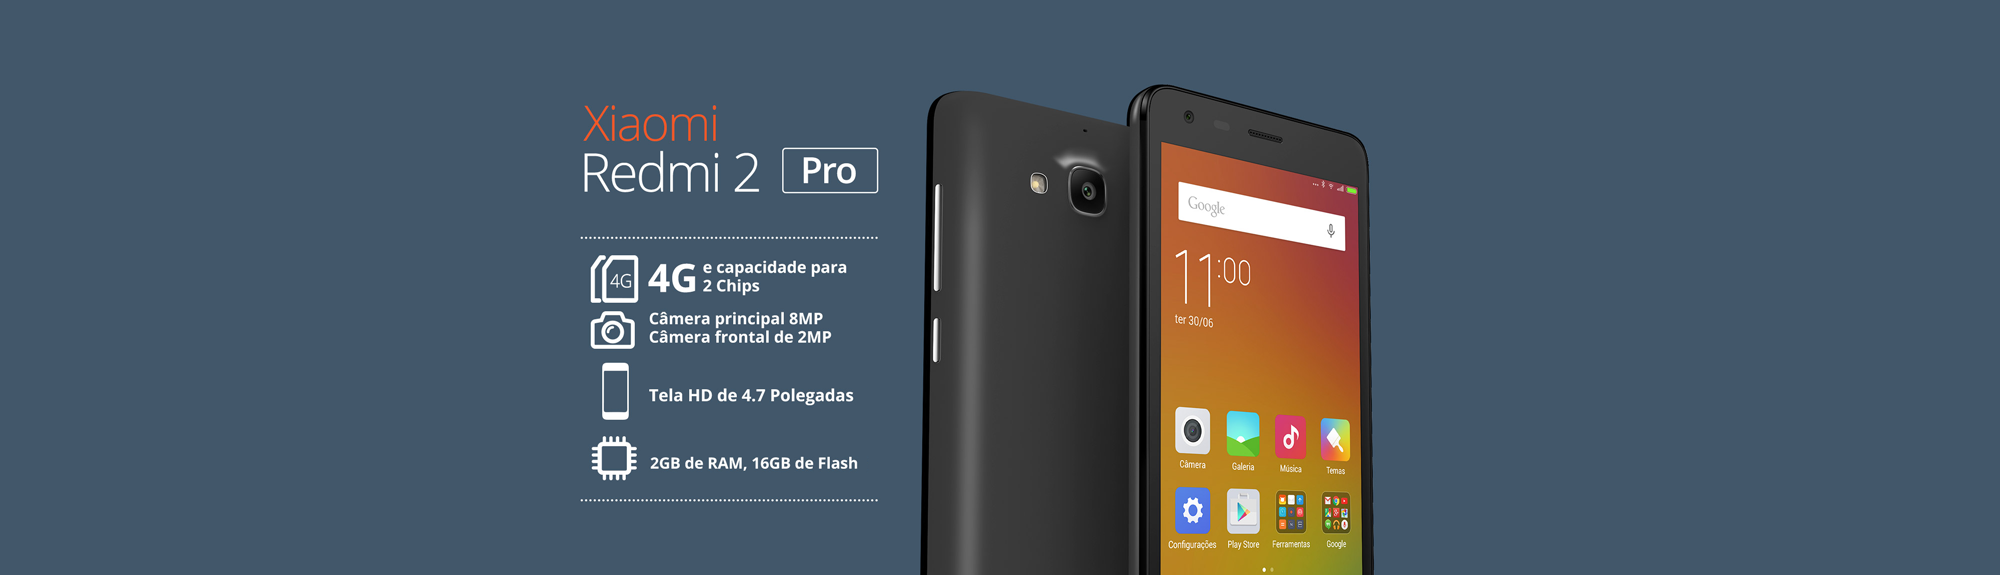 Xiaomi
Redmi 2 Pro
4G
4G e capacidade para
2 Chips
Câmera principal 8MP
Câmera frontal de 2MP
Tela HD de 4.7 Polegadas
2GB de RAM, 16GB de Flash
Google
11:00
ter 30/06
Câmera Galeria Música Temas
Configurações Play Store Ferramentas Google